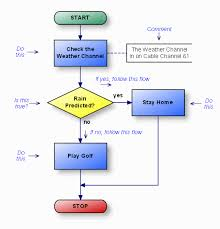 START
Comment
Do
this
Check the
Weather Channel
The Weather Channel
in on Cable Channel 61
If yes, follow this flow
Is this
true?
Rain
Predicted?
yes
Stay Home
Do
this
no
If no, follow this flow
Do
this
Play Golf
STOP